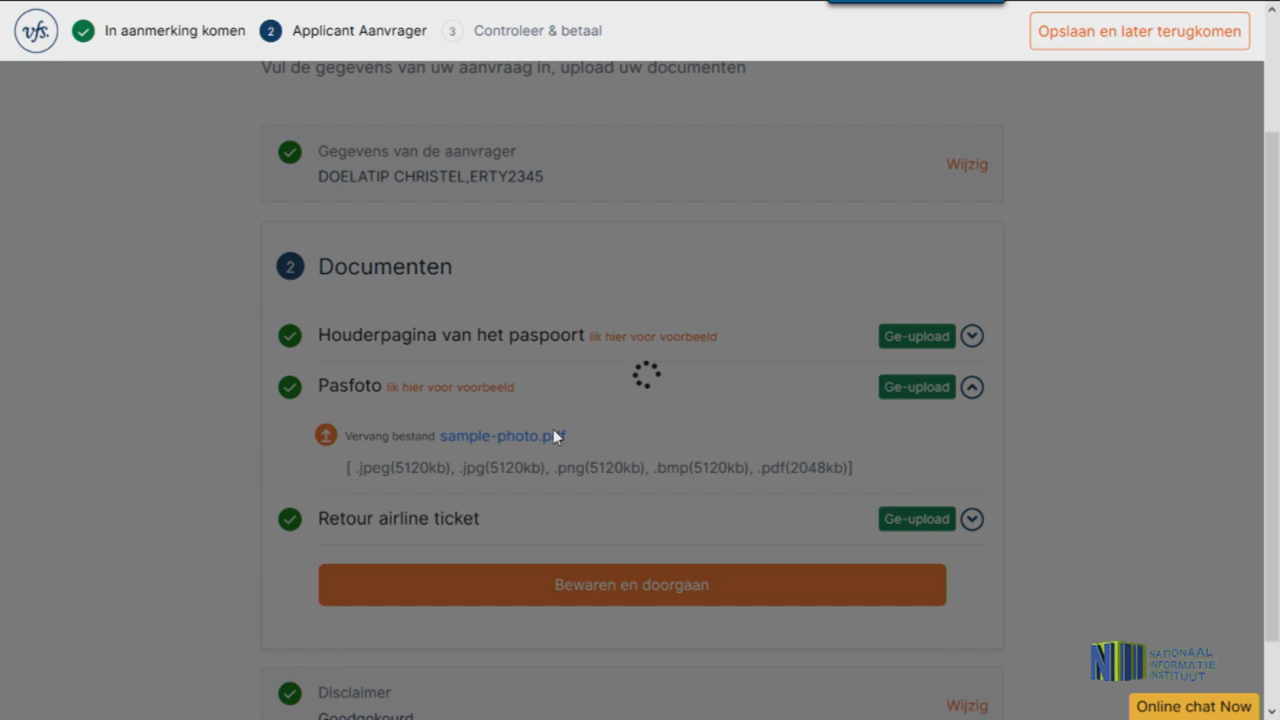 vfs.
In aanmerking komen
2
Applicant Aanvrager
3
Controleer & betaal
Opslaan en later terugkomen
Vul de gegevens van uw aanvraag in, upload uw documenten
Gegevens van de aanvrager
DOELATIP CHRISTEL,ERTY2345
Wijzig
2
Documenten
Houderpagina van het paspoort lik hier voor voorbeeld
Ge-upload
Pasfoto lik hier voor voorbeeld
Ge-upload
Vervang bestand sample-photo.pdf
[ .jpeg(5120kb), .jpg(5120kb), .png(5120kb), .bmp(5120kb), .pdf(2048kb)]
Retour airline ticket
Ge-upload
Bewaren en doorgaan
NATIONAAL
INFORMATIE
INSTITUUT
Disclaimer
Goedgekeurd
Wijzig
Online chat Now